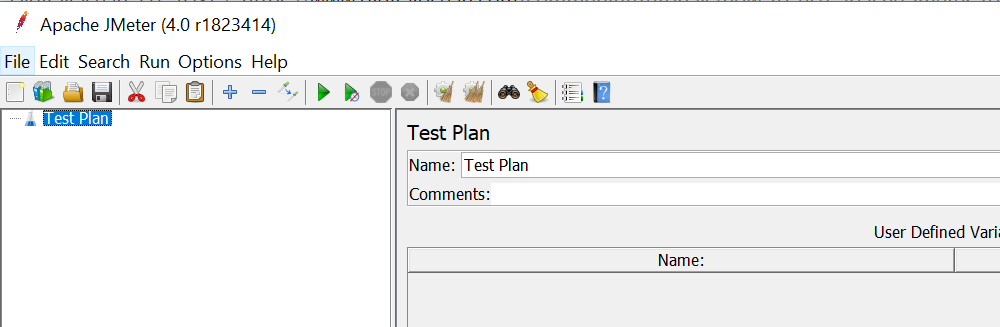 Apache JMeter (4.0 r1823414)
File Edit Search Run Options Help
STOP
Test Plan
Test Plan
Name: Test Plan
Comments:
User Defined Varia
Name: